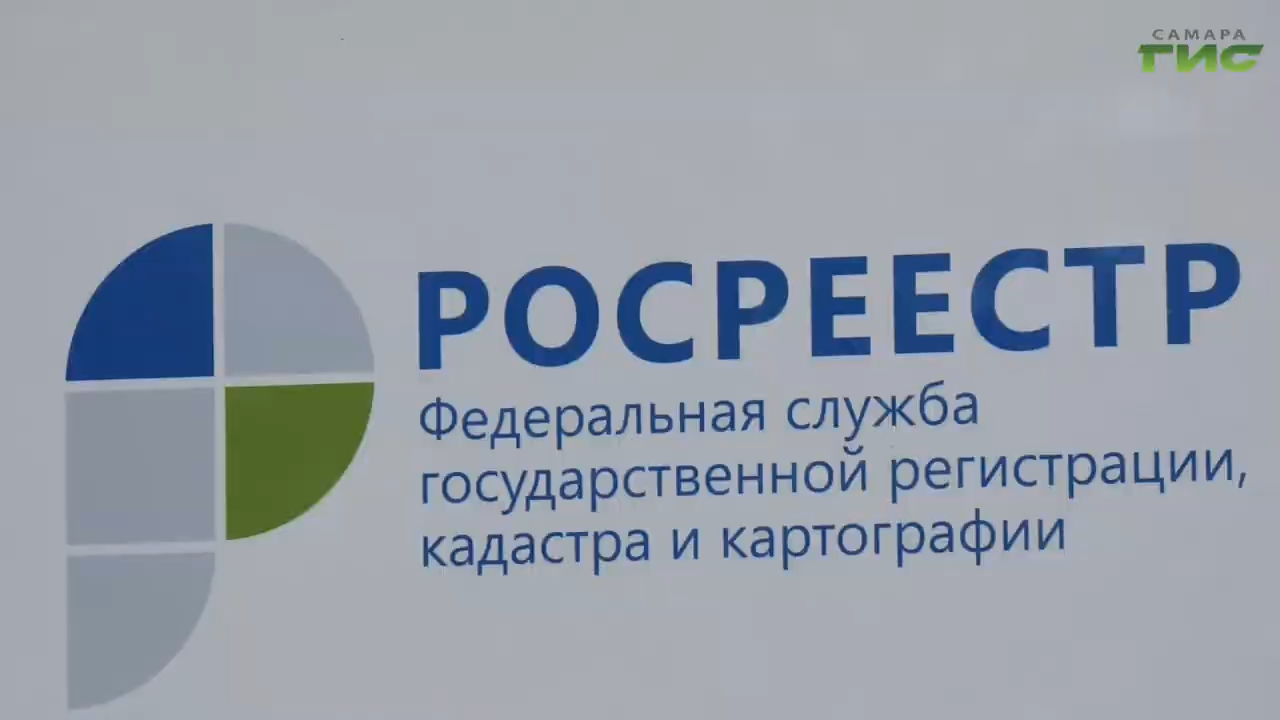 САМАРА
ГИС
РОСРЕЕСТР
Федеральная служба
государственной регистрации,
кадастра и картографии